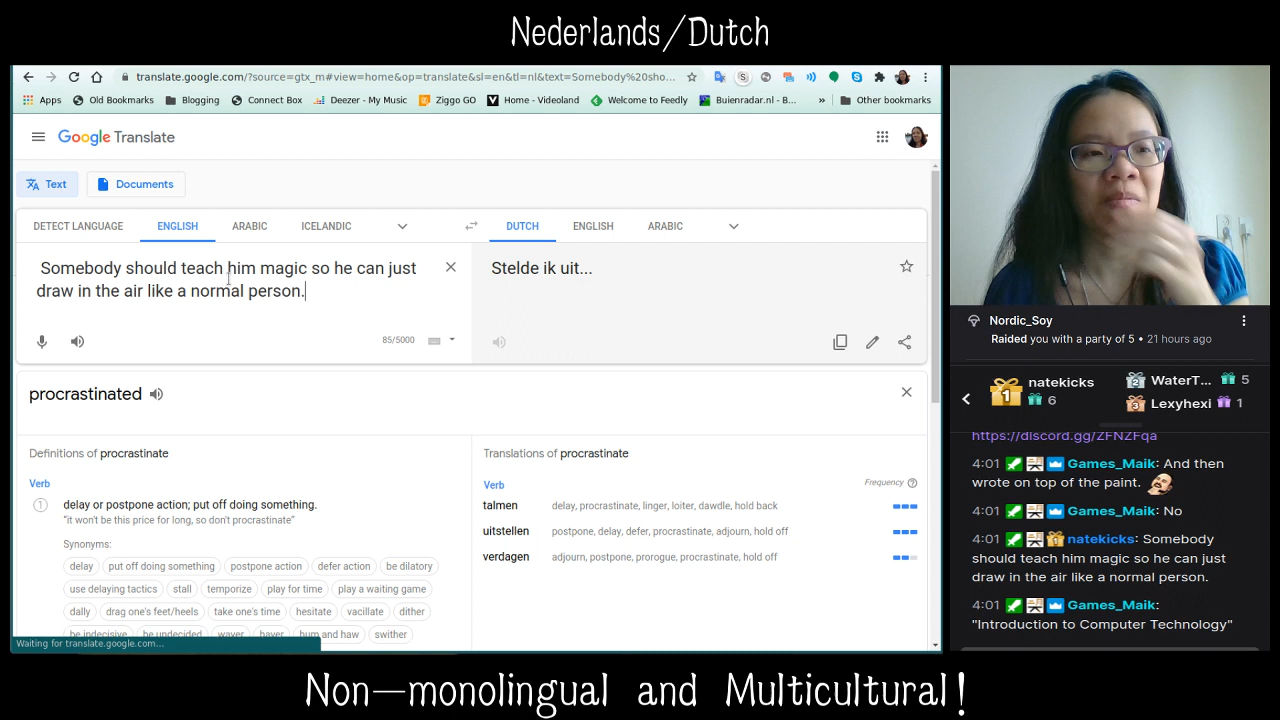 Nederlands/Dutch
translate.google.com/?source=gtx_m#view=home&op=translate&sl=en&tl=nl&text=Somebody%20sho...
Apps Old Bookmarks Blogging Connect Box Deezer - My Music Ziggo GO Home - Videoland Welcome to Feedly Buienradar.nl - B... » Other bookmarks
Google Translate
Text Documents
DETECT LANGUAGE ENGLISH ARABIC ICELANDIC
DUTCH ENGLISH ARABIC
Somebody should teach him magic so he can just
draw in the air like a normal person.
85/5000
Stelde ik uit...
procrastinated
Definitions of procrastinate
Verb
1 delay or postpone action; put off doing something.
"it won't be this price for long, so don't procrastinate"
Synonyms:
delay put off doing something postpone action defer action be dilatory
use delaying tactics stall temporize play for time play a waiting game
dally drag one's feet/heels take one's time hesitate vacillate dither
be indecisive be undecided waver haver hum and haw swither
Waiting for translate.google.com...
Translations of procrastinate
Verb Frequency
talmen delay, procrastinate, linger, loiter, dawdle, hold back
uitstellen postpone, delay, defer, procrastinate, adjourn, hold off
verdagen adjourn, postpone, prorogue, procrastinate, hold off
Nordic_Soy
Raided you with a party of 5 • 21 hours ago
1 natekicks
6
2 WaterT... 5
3 Lexyhexi 1
https://discord.gg/ZFNZFqa
4:01 Games_Maik: And then
wrote on top of the paint.
4:01 Games_Maik: No
4:01 natekicks: Somebody
should teach him magic so he can just
draw in the air like a normal person.
4:01 Games_Maik:
"Introduction to Computer Technology"
Non-monolingual and Multicultural!